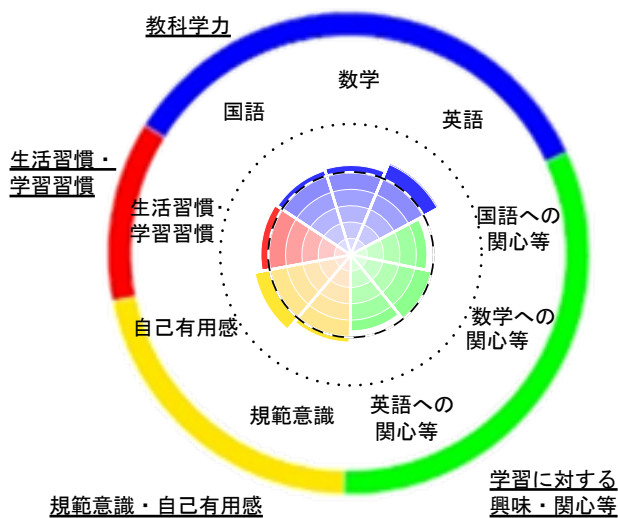 教科学力
数学
国語
英語
生活習慣・
学習習慣
生活習慣・
学習習慣
国語への
関心等
自己有用感
数学への
関心等
規範意識
英語への
関心等
学習に対する
興味・関心等
規範意識・自己有用感